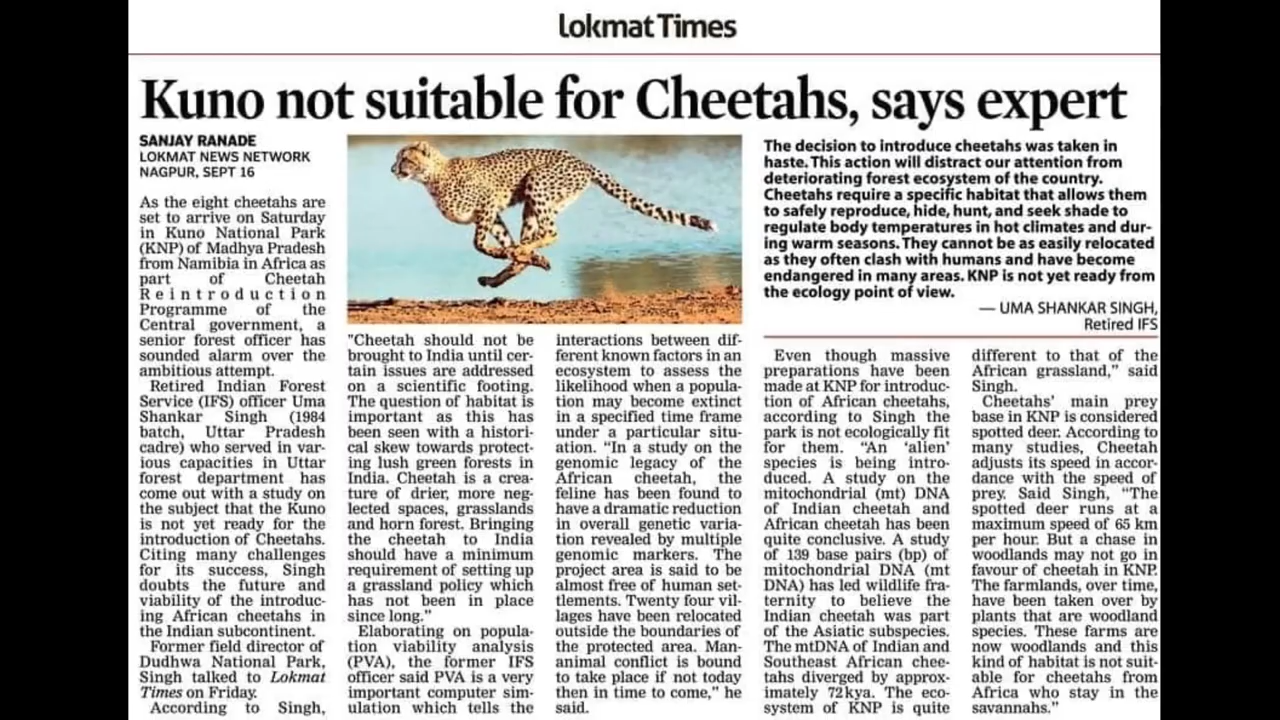 Lokmat Times
Kuno not suitable for Cheetahs, says expert
SANJAY RANADE
LOKMAT NEWS NETWORK
NAGPUR, SEPT 16
As the eight cheetahs are
set to arrive on Saturday
in Kuno National Park
(KNP) of Madhya Pradesh
from Namibia in Africa as
part of Cheetah
Reintroduction
Programme of the
Central government, a
senior forest officer has
sounded alarm over the
ambitious attempt.
Retired Indian Forest
Service (IFS) officer Uma
Shankar Singh (1984
batch, Uttar Pradesh
cadre) who served in var-
ious capacities in Uttar
forest department has
come out with a study on
the subject that the Kuno
is not yet ready for the
introduction of Cheetahs.
Citing many challenges
for its success, Singh
doubts the future and
viability of the introduc-
ing African cheetahs in
the Indian subcontinent.
Former field director of
Dudhwa National Park,
Singh talked to Lokmat
Times on Friday.
According to Singh,
"Cheetah should not be
brought to India until cer-
tain issues are addressed
on a scientific footing.
The question of habitat is
important as this has
been seen with a histori-
cal skew towards protect-
ing lush green forests in
India. Cheetah is a crea-
ture of drier, more neg-
lected spaces, grasslands
and horn forest. Bringing
the cheetah to India
should have a minimum
requirement of setting up
a grassland policy which
has not been in place
since long."
Elaborating on popula-
tion viability analysis
(PVA), the former IFS
officer said PVA is a very
important computer sim-
ulation which tells the
interactions between dif-
ferent known factors in an
ecosystem to assess the
likelihood when a popula-
tion may become extinct
in a specified time frame
under a particular situ-
ation. “In a study on the
genomic legacy of the
African cheetah, the
feline has been found to
have a dramatic reduction
in overall genetic varia-
tion revealed by multiple
genomic markers. The
project area is said to be
almost free of human set-
tlements. Twenty four vil-
lages have been relocated
outside the boundaries of
the protected area. Man-
animal conflict is bound
to take place if not today
then in time to come,” he
said.
The decision to introduce cheetahs was taken in
haste. This action will distract our attention from
deteriorating forest ecosystem of the country.
Cheetahs require a specific habitat that allows them
to safely reproduce, hide, hunt, and seek shade to
regulate body temperatures in hot climates and dur-
ing warm seasons. They cannot be as easily relocated
as they often clash with humans and have become
endangered in many areas. KNP is not yet ready from
the ecology point of view.
— UMA SHANKAR SINGH,
Retired IFS
Even though massive
preparations have been
made at KNP for introduc-
tion of African cheetahs,
according to Singh the
park is not ecologically fit
for them. “An ‘alien’
species is being intro-
duced. A study on the
mitochondrial (mt) DNA
of Indian cheetah and
African cheetah has been
quite conclusive. A study
of 139 base pairs (bp) of
mitochondrial DNA (mt
DNA) has led wildlife fra-
ternity to believe the
Indian cheetah was part
of the Asiatic subspecies.
The mtDNA of Indian and
Southeast African chee-
tahs diverged by approx-
imately 72kya. The eco-
system of KNP is quite
different to that of the
African grassland,” said
Singh.
Cheetahs’ main prey
base in KNP is considered
spotted deer. According to
many studies, Cheetah
adjusts its speed in accor-
dance with the speed of
prey. Said Singh, “The
spotted deer runs at a
maximum speed of 65 km
per hour. But a chase in
woodlands may not go in
favour of cheetah in KNP.
The farmlands, over time,
have been taken over by
plants that are woodland
species. These farms are
now woodlands and this
kind of habitat is not suit-
able for cheetahs from
Africa who stay in the
savannahs.”